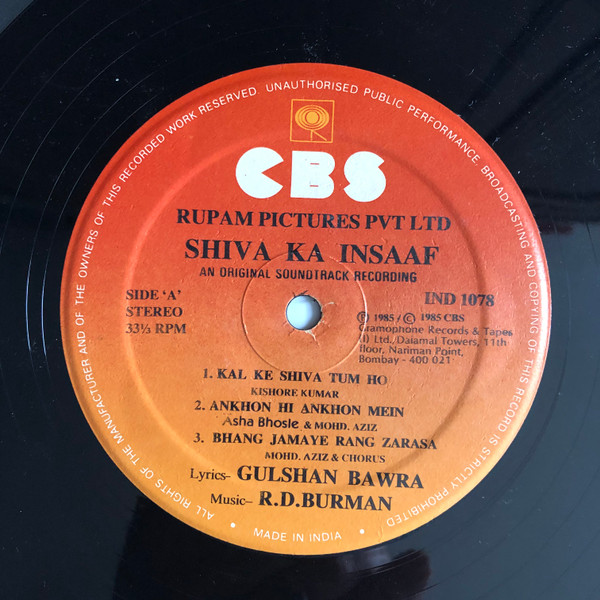 ALL RIGHTS OF THE MANUFACTURER AND OF THE OWNERS OF THIS RECORDED WORK RESERVED. UNAUTHORISED PUBLIC PERFORMANCE, BROADCASTING AND COPYING OF THIS RECORD IS STRICTLY PROHIBITED
CBS
RUPAM PICTURES PVT LTD
SHIVA KA INSAAF
AN ORIGINAL SOUNDTRACK RECORDING
SIDE 'A'
STEREO
33⅓ RPM
IND 1078
Ⓟ 1985 / Ⓒ 1985 CBS
Gramophone Records & Tapes
(I) Ltd., Dalamal Towers, 11th
floor, Nariman Point,
Bombay - 400 021
1. KAL KE SHIVA TUM HO
KISHORE KUMAR
2. ANKHON HI ANKHON MEIN
Asha Bhosle & MOHD. AZIZ
3. BHANG JAMAYE RANG ZARASA
MOHD. AZIZ & CHORUS
Lyrics- GULSHAN BAWRA
Music- R.D.BURMAN
• MADE IN INDIA •